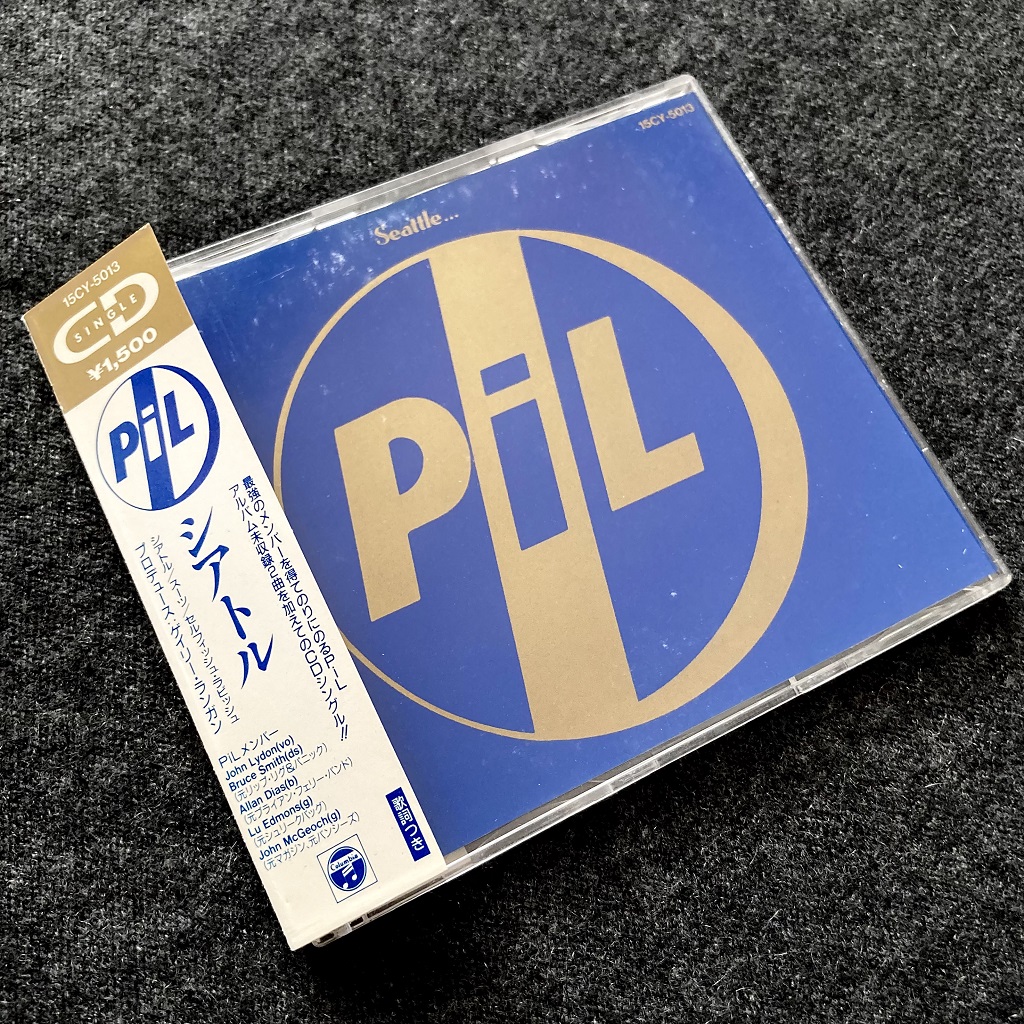 15CY-5013
Seattle...
PiL
15CY-5013
CD
SINGLE
¥1,500
PiL
シアトル
最強のメンバーを得てのりにのるPiL
アルバム未収録2曲を加えてのCDシングル!!
シアトル/スーツ/セルフィッシュ・ラビッシュ
プロデュース・ゲイリー・ランガン
PiLメンバー
John Lydon(vo)
Bruce Smith(ds)
(元リップ・リグ&パニック)
Allan Dias(b)
(元ブライアン・フェリー・バンド)
Lu Edmons(g)
(元シュリークバック)
John McGeoch(g)
(元マガジン、元バンシーズ)
歌詞つき
Columbia